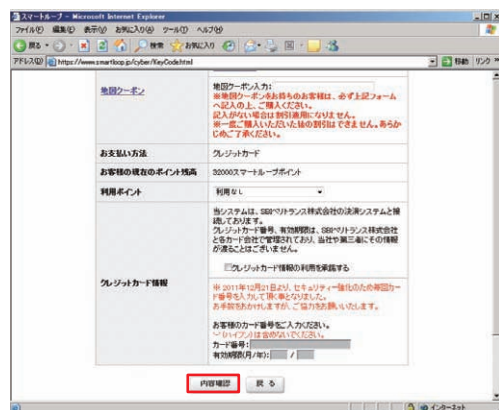 スマートループ - Microsoft Internet Explorer
ファイル(F) 編集(E) 表示(V) お気に入り(A) ツール(T) ヘルプ(H)
戻る 検索 お気に入り
アドレス(D) https://www.smartloop.jp/cyber/KeyCode.html 移動 リンク »
地図クーポン
地図クーポン入力:
※地図クーポンをお持ちのお客様は、必ず上記フォーム
へ記入の上、ご購入ください。
記入がない場合は割引適用になりません。
※一度ご購入いただいた後の割引はできません。あらか
じめご了承ください。
お支払い方法 クレジットカード
お客様の現在のポイント残高 32000スマートループポイント
利用ポイント 利用なし
クレジットカード情報
当システムは、SBIベリトランス株式会社の決済システムと接
続しております。
クレジットカード番号、有効期限は、SBIベリトランス株式会社
と各カード会社で管理されており、当社や第三者にその情報
が渡ることはございません。
クレジットカード情報の利用を承諾する
※ 2011年12月21日より、セキュリティー強化のため毎回カー
ド番号を入力して頂く事となりました。
お手数をおかけしますが、ご協力をお願いいたします。
お客様のカード番号をご入力ください。
"-"(ハイフン)は含めないでください。
カード番号:
有効期限(月/年): /
内容確認 戻る
インターネット